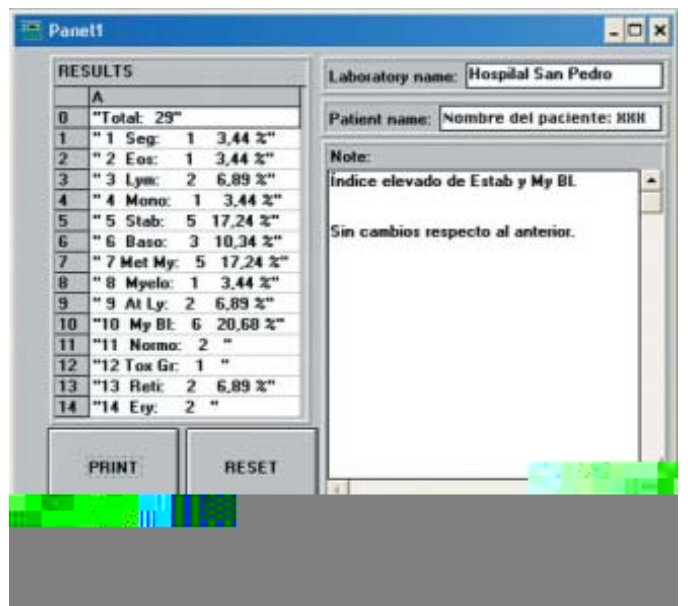 Panel1
RESULTS
A
0 "Total: 29"
1 " 1 Seg: 1 3,44 %"
2 " 2 Eos: 1 3,44 %"
3 " 3 Lym: 2 6,89 %"
4 " 4 Mono: 1 3,44 %"
5 " 5 Stab: 5 17,24 %"
6 " 6 Baso: 3 10,34 %"
7 " 7 Met My: 5 17,24 %"
8 " 8 Myelo: 1 3,44 %"
9 " 9 At Ly: 2 6,89 %"
10 "10 My Bl: 6 20,68 %"
11 "11 Normo: 2 "
12 "12 Tox Gr: 1 "
13 "13 Reti: 2 6,89 %"
14 "14 Ery: 2 "
PRINT RESET
Laboratory name: Hospilal San Pedro
Patient name: Nombre del paciente: XXX
Note:
Índice elevado de Estab y My Bl.
Sin cambios respecto al anterior.